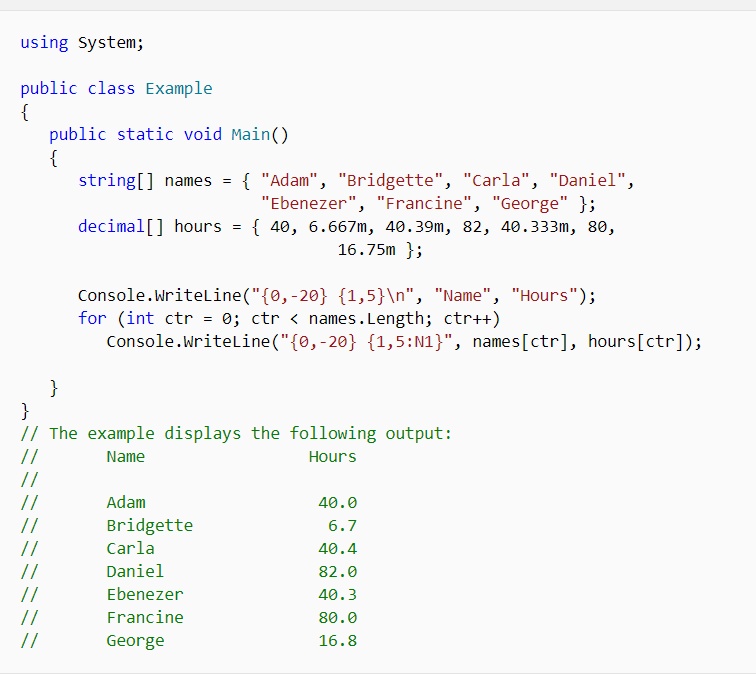 using System;

public class Example
{
   public static void Main()
   {
      string[] names = { "Adam", "Bridgette", "Carla", "Daniel",
                         "Ebenezer", "Francine", "George" };
      decimal[] hours = { 40, 6.667m, 40.39m, 82, 40.333m, 80,
                                 16.75m };

      Console.WriteLine("{0,-20} {1,5}\n", "Name", "Hours");
      for (int ctr = 0; ctr < names.Length; ctr++)
         Console.WriteLine("{0,-20} {1,5:N1}", names[ctr], hours[ctr]);

   }
}
// The example displays the following output:
//       Name                 Hours
//
//       Adam                  40.0
//       Bridgette              6.7
//       Carla                 40.4
//       Daniel                82.0
//       Ebenezer              40.3
//       Francine              80.0
//       George                16.8